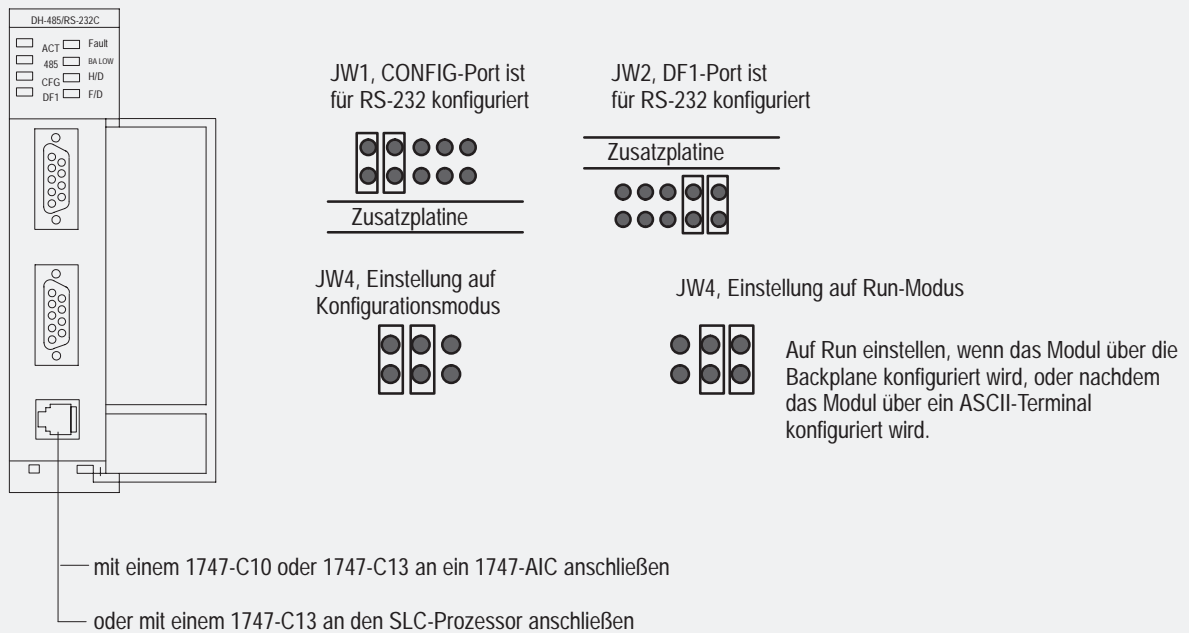 DH-485/RS-232C
ACT Fault
485 BA LOW
CFG H/D
DF1 F/D
JW1, CONFIG-Port ist
für RS-232 konfiguriert
Zusatzplatine
JW2, DF1-Port ist
für RS-232 konfiguriert
Zusatzplatine
JW4, Einstellung auf
Konfigurationsmodus
JW4, Einstellung auf Run-Modus
Auf Run einstellen, wenn das Modul über die
Backplane konfiguriert wird, oder nachdem
das Modul über ein ASCII-Terminal
konfiguriert wird.
mit einem 1747-C10 oder 1747-C13 an ein 1747-AIC anschließen
oder mit einem 1747-C13 an den SLC-Prozessor anschließen